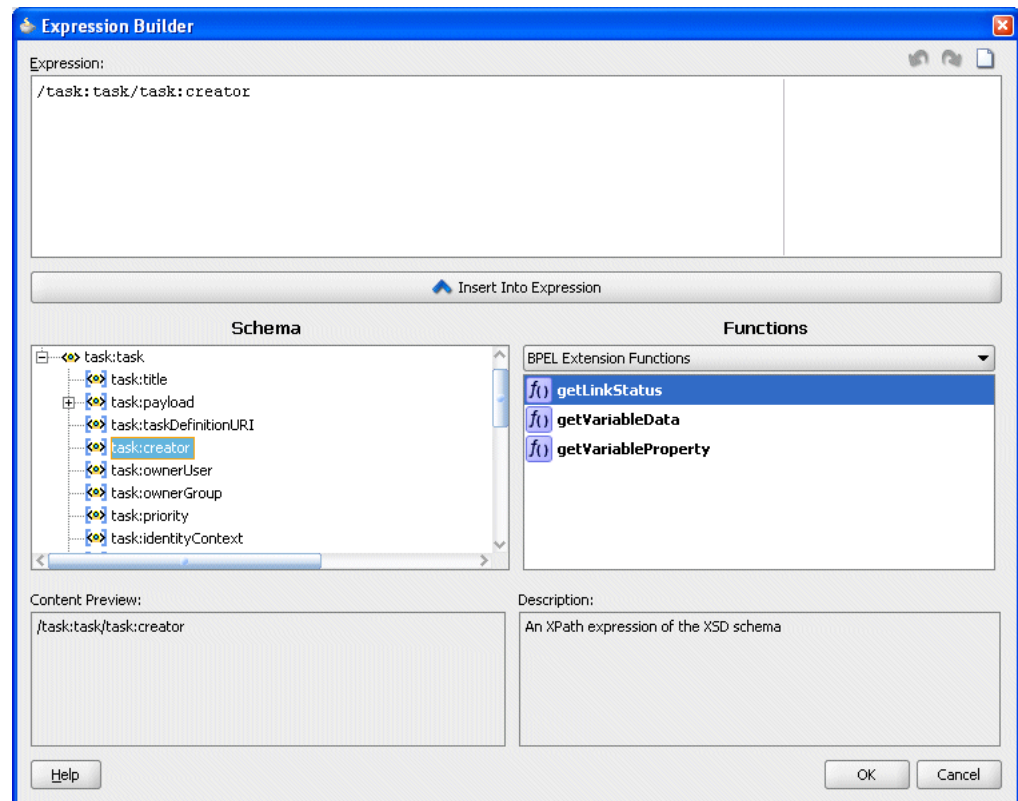 Expression Builder
Expression:
/task:task/task:creator
Insert Into Expression
Schema
task:task
task:title
task:payload
task:taskDefinitionURI
task:creator
task:ownerUser
task:ownerGroup
task:priority
task:identityContext
Functions
BPEL Extension Functions
f() getLinkStatus
f() getVariableData
f() getVariableProperty
Content Preview:
/task:task/task:creator
Description:
An XPath expression of the XSD schema
Help
OK
Cancel